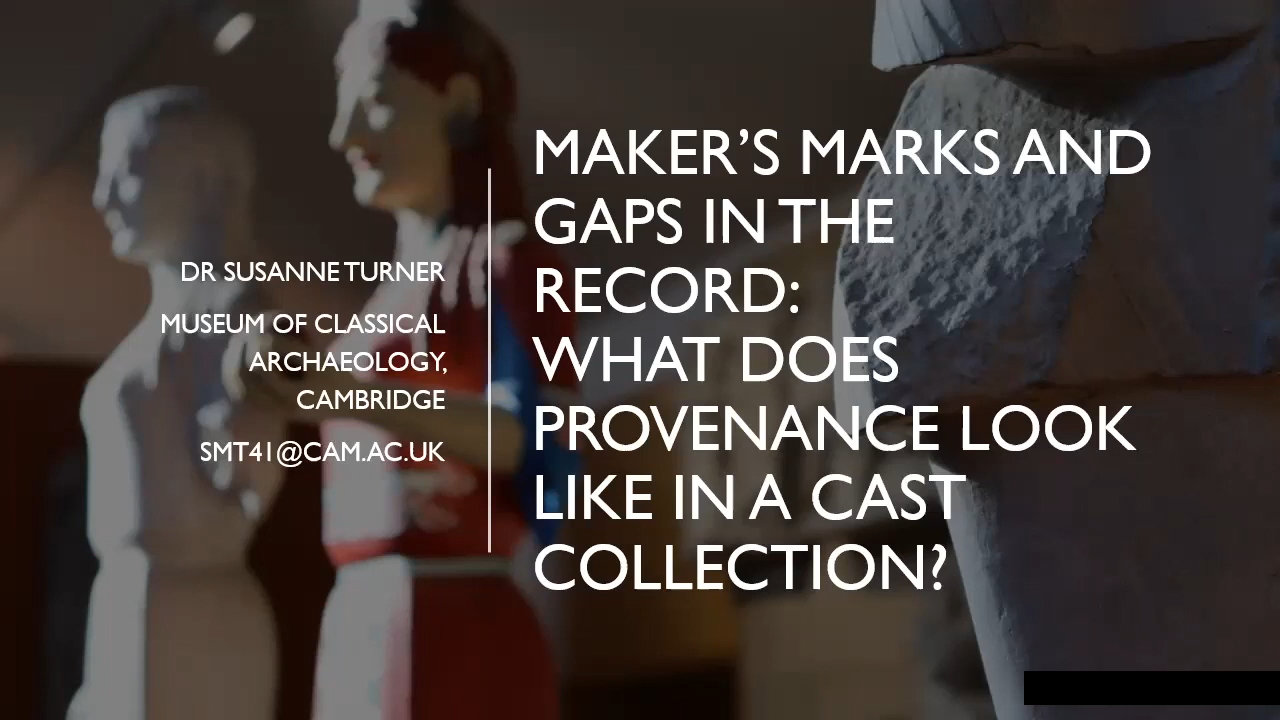 DR SUSANNE TURNER
MUSEUM OF CLASSICAL
ARCHAEOLOGY,
CAMBRIDGE
SMT41@CAM.AC.UK
MAKER’S MARKS AND
GAPS IN THE
RECORD:
WHAT DOES
PROVENANCE LOOK
LIKE IN A CAST
COLLECTION?